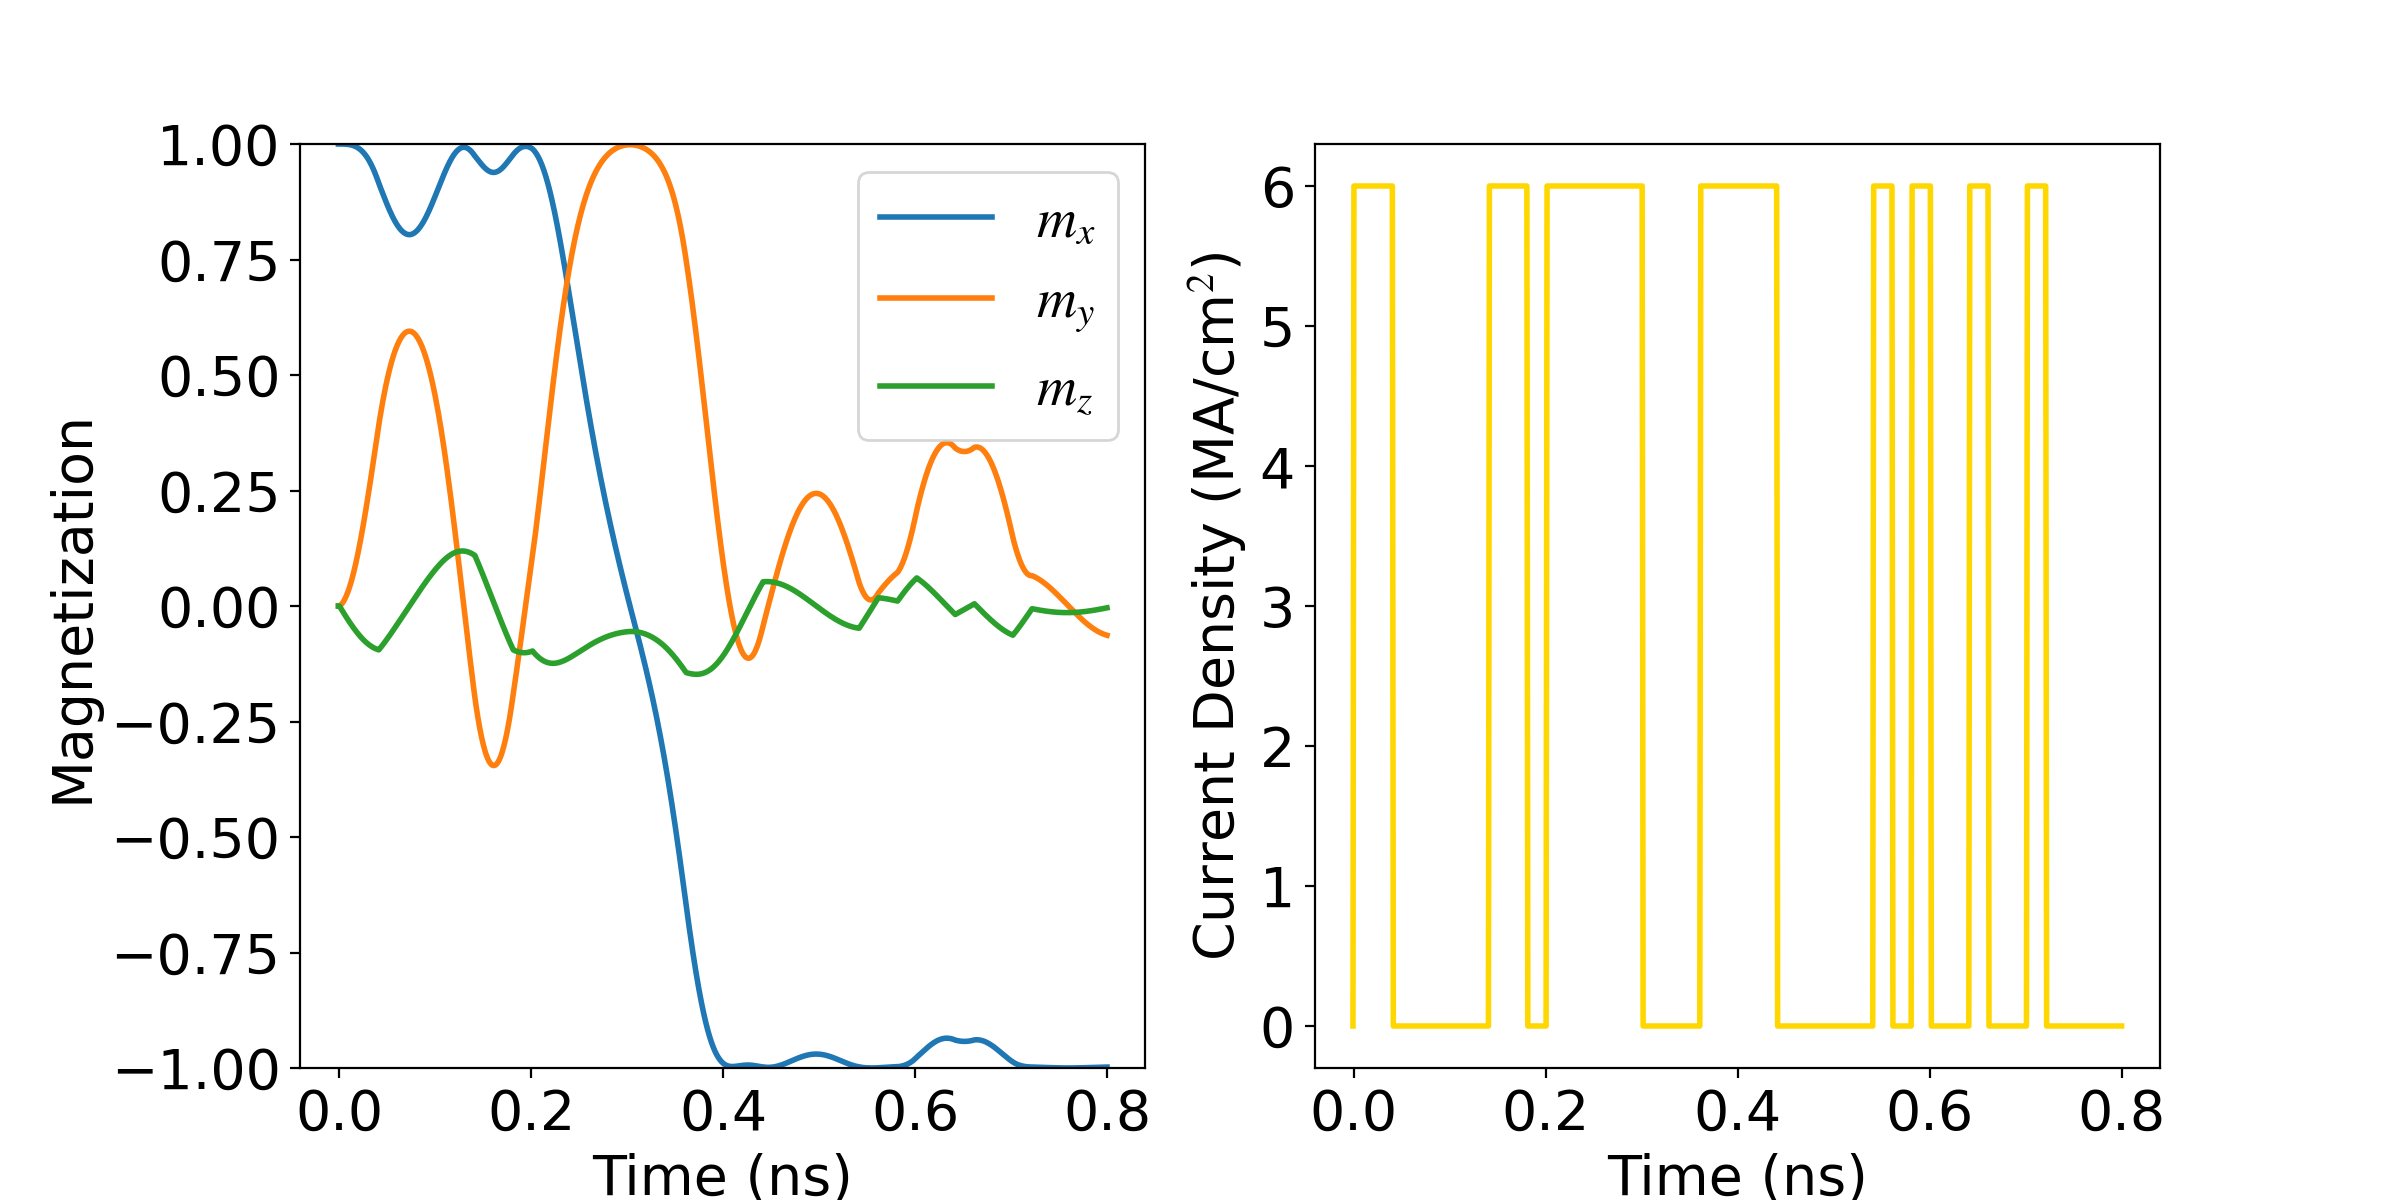 1.00
0.75
0.50
0.25
0.00
−0.25
−0.50
−0.75
−1.00
Magnetization
0.0 0.2 0.4 0.6 0.8
Time (ns)
m_x
m_y
m_z
6
5
4
3
2
1
0
Current Density (MA/cm²)
0.0 0.2 0.4 0.6 0.8
Time (ns)